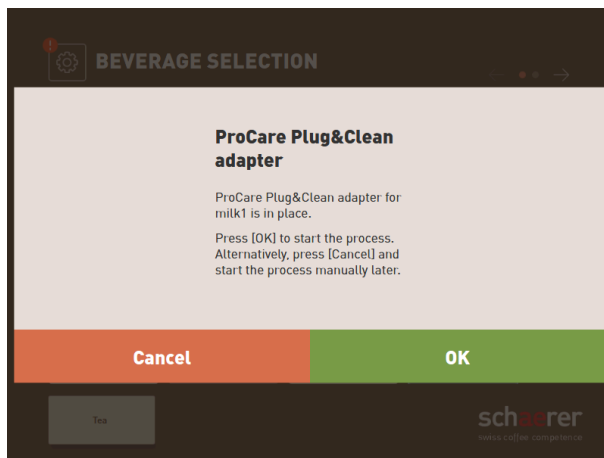 !
BEVERAGE SELECTION
ProCare Plug&Clean
adapter
ProCare Plug&Clean adapter for
milk1 is in place.
Press [OK] to start the process.
Alternatively, press [Cancel] and
start the process manually later.
Cancel
OK
Tea
schaerer
swiss coffee competence